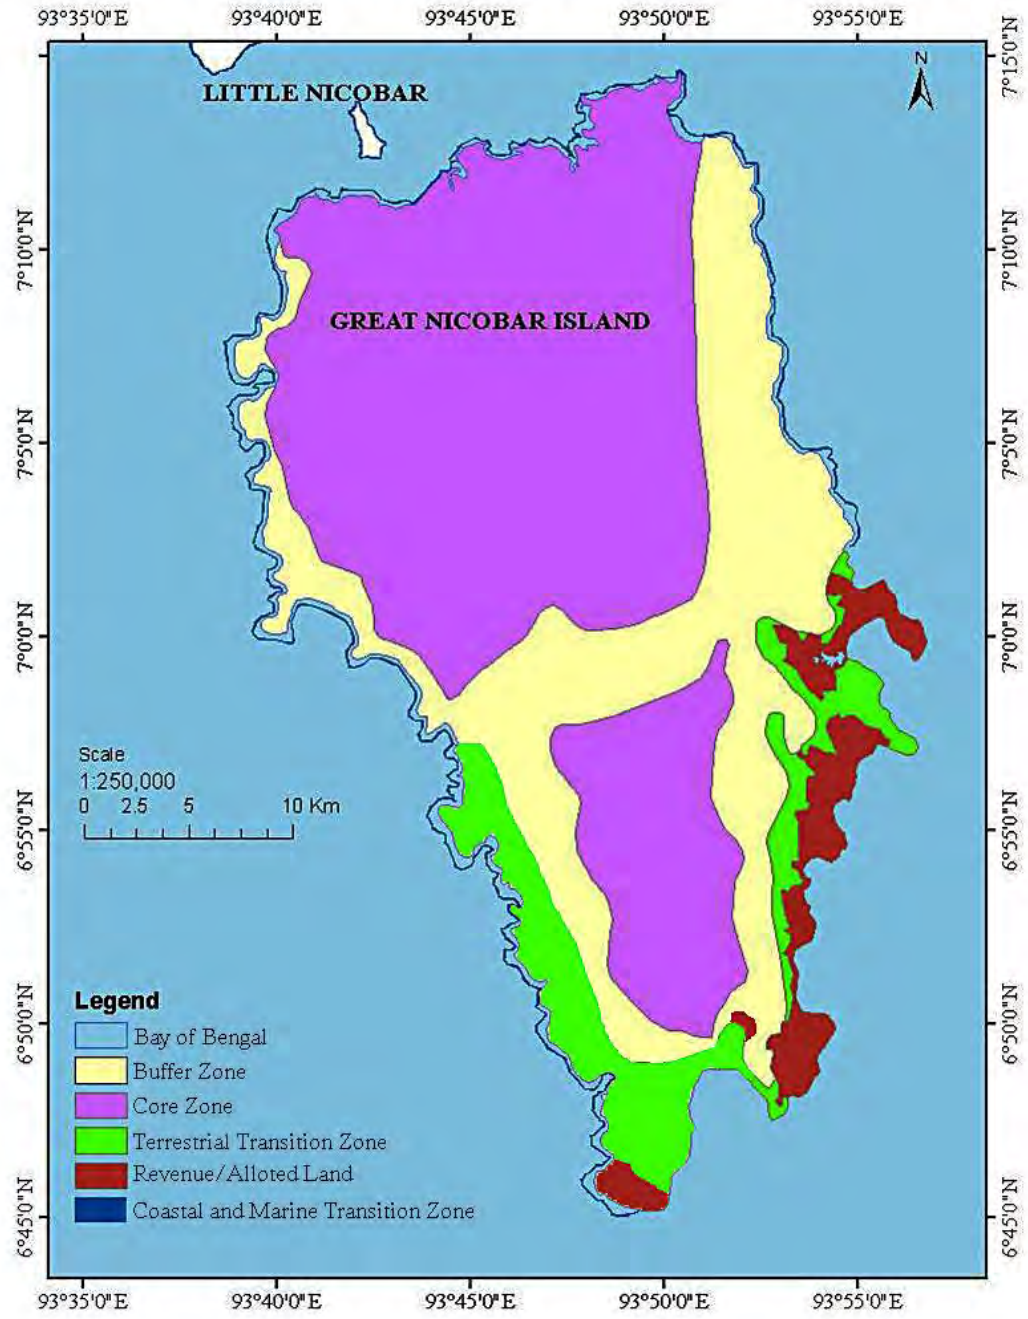 93°35'0"E 93°40'0"E 93°45'0"E 93°50'0"E 93°55'0"E
7°15'0"N
N
LITTLE NICOBAR
7°10'0"N 7°10'0"N
GREAT NICOBAR ISLAND
7°5'0"N 7°5'0"N
7°0'0"N 7°0'0"N
Scale
1:250,000
0 2.5 5 10 Km
6°55'0"N 6°55'0"N
6°50'0"N 6°50'0"N
Legend
Bay of Bengal
Buffer Zone
Core Zone
Terrestrial Transition Zone
Revenue/Alloted Land
Coastal and Marine Transition Zone
6°45'0"N 6°45'0"N
93°35'0"E 93°40'0"E 93°45'0"E 93°50'0"E 93°55'0"E